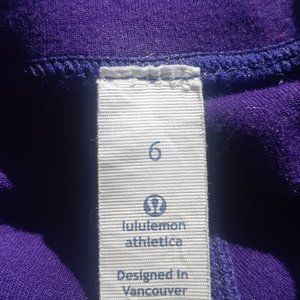 6
lululemon
athletica
Designed in
Vancouver